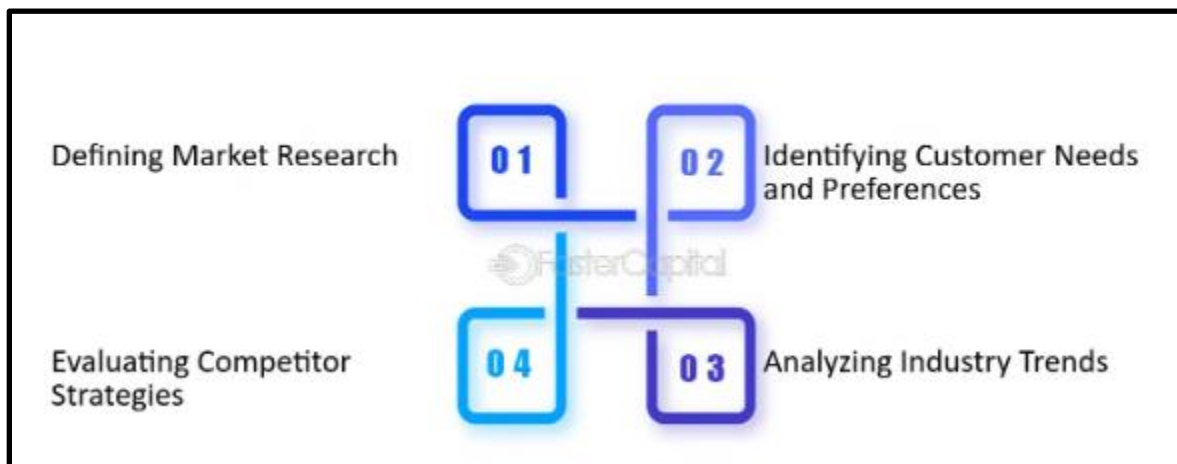 Defining Market Research
01
02
Identifying Customer Needs
and Preferences
FasterCapital
Evaluating Competitor
Strategies
04
03
Analyzing Industry Trends